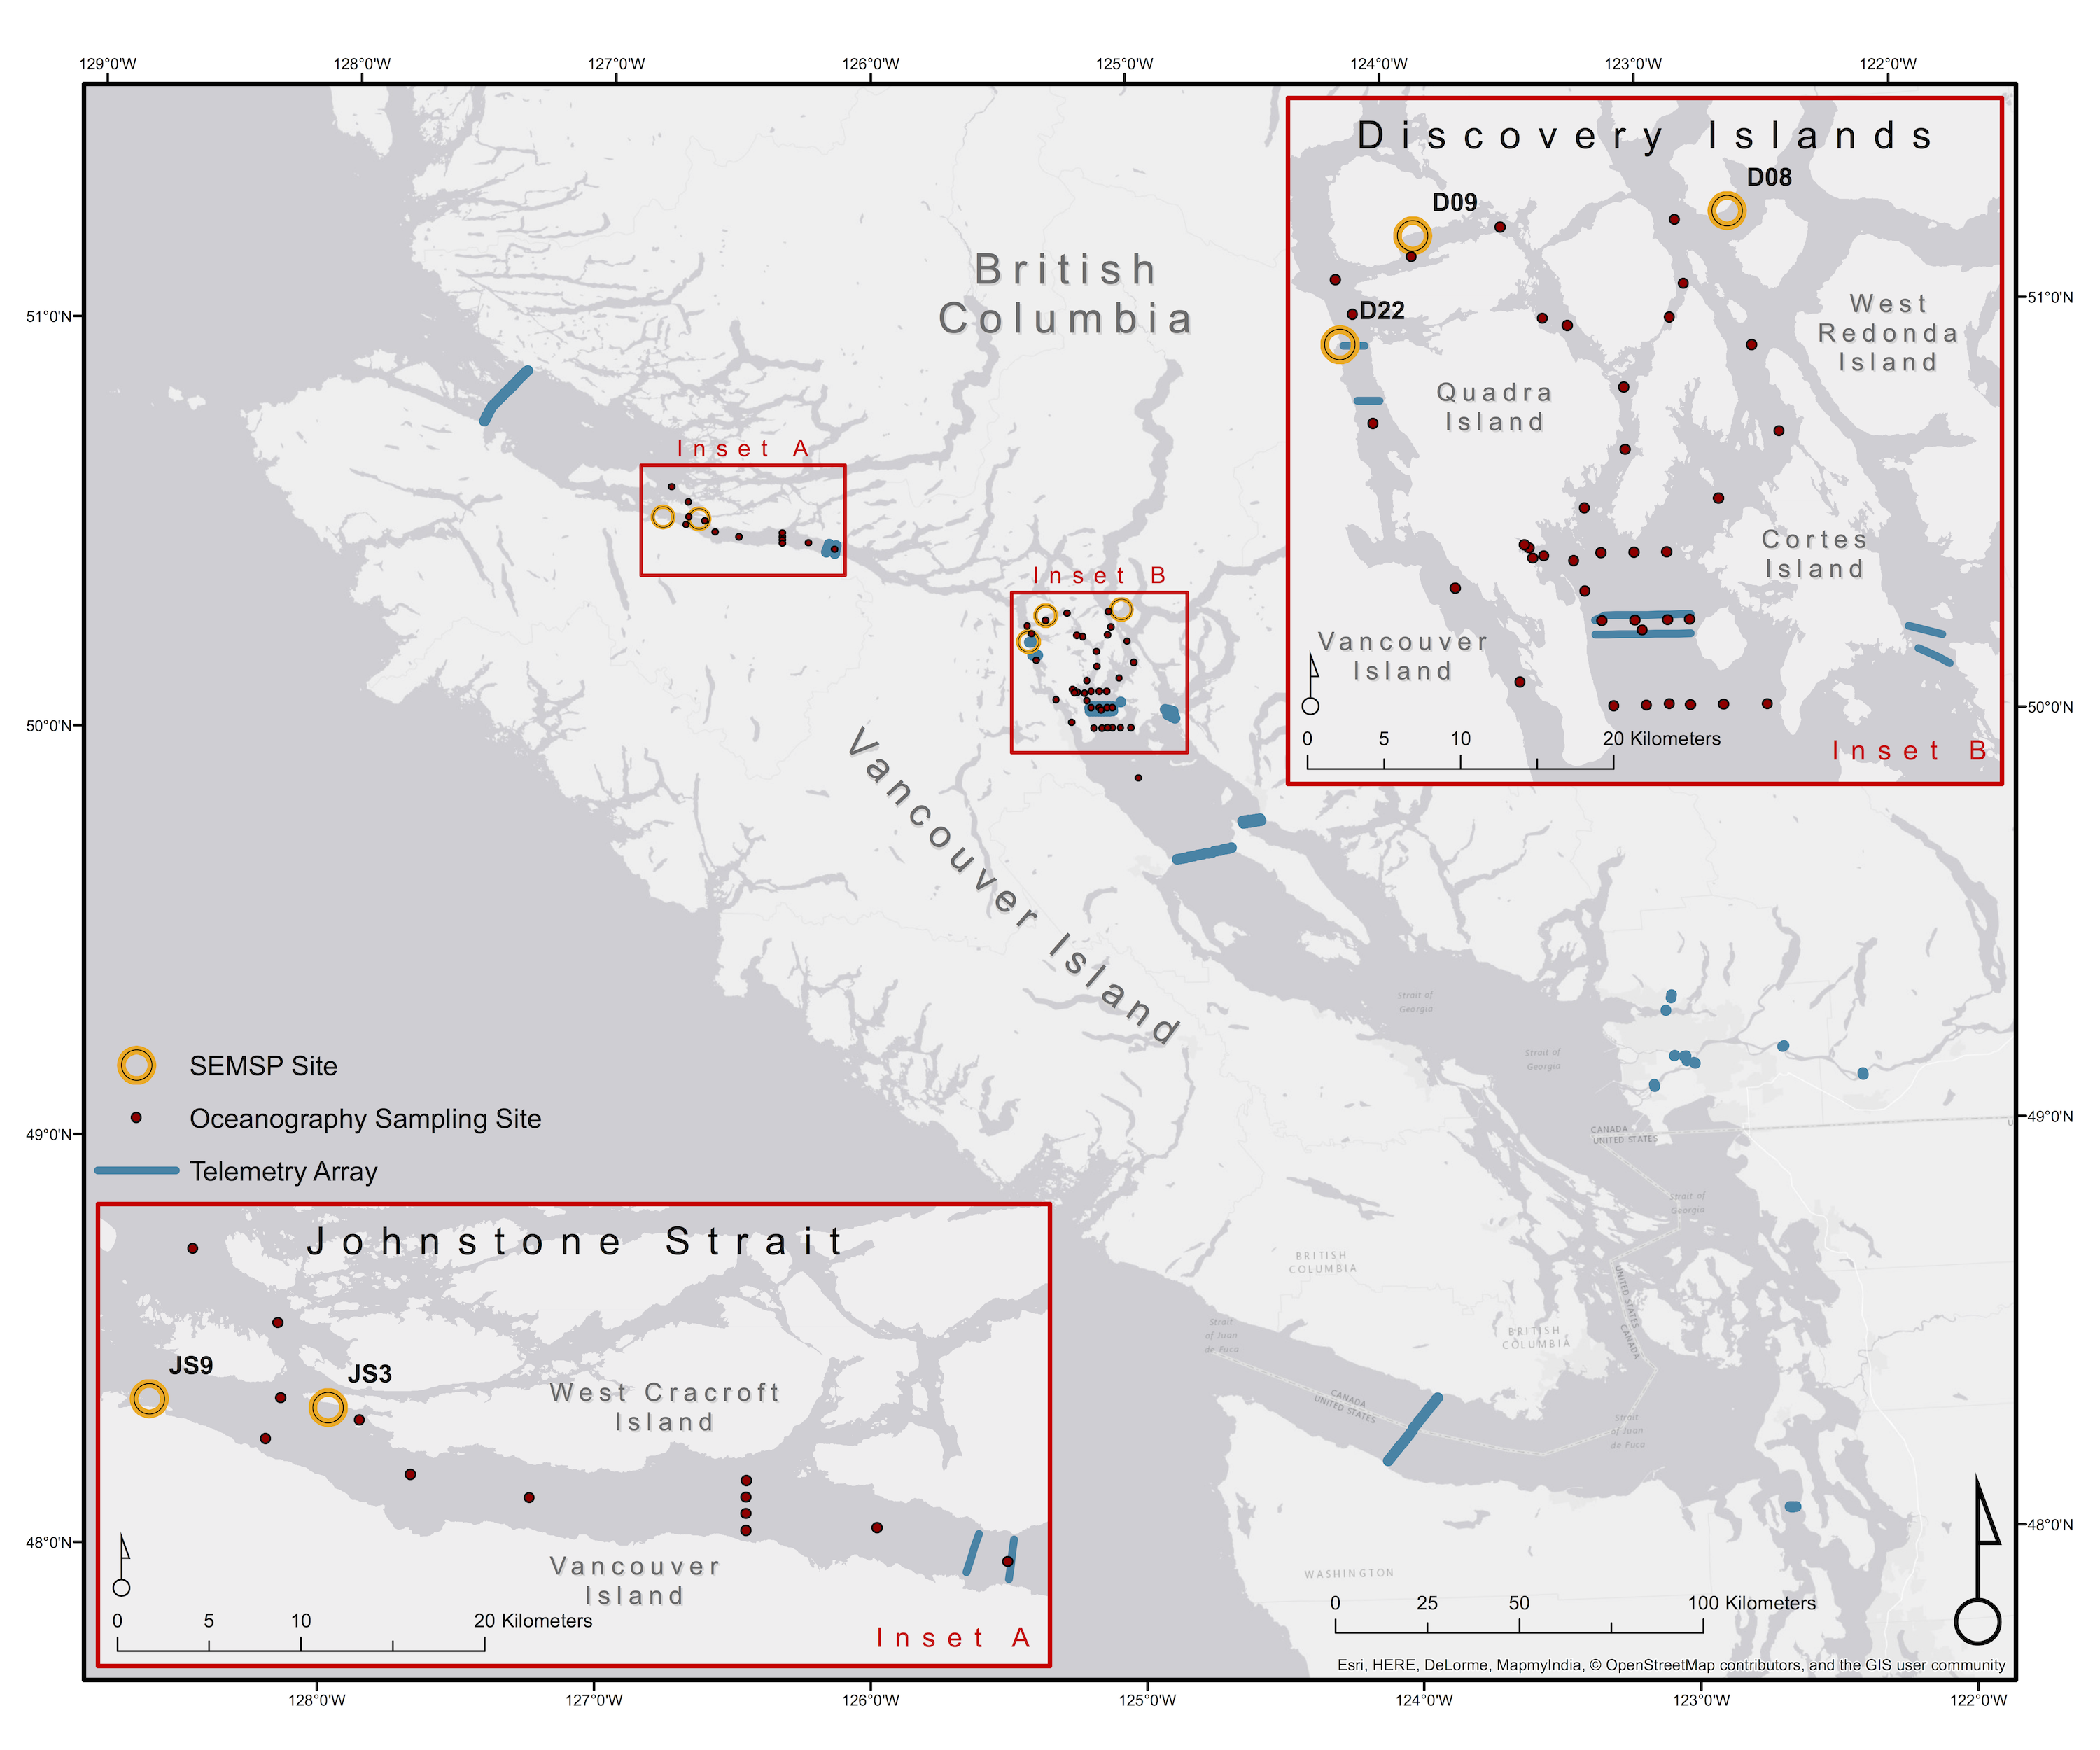 129°0'W 128°0'W 127°0'W 126°0'W 125°0'W 124°0'W 123°0'W 122°0'W
Discovery Islands
D08
D09
D22
West
Redonda
Island
Quadra
Island
Cortes
Island
Vancouver
Island
0 5 10 20 Kilometers
Inset B
British
Columbia
51°0'N
51°0'N
Inset A
Inset B
50°0'N
50°0'N
Vancouver Island
Strait of
Georgia
Strait of
Georgia
SEMSP Site
Oceanography Sampling Site
Telemetry Array
49°0'N
49°0'N
CANADA
UNITED STATES
U
Strait of
Georgia
BRITISH
COLUMBIA
UNITED STATES
CANADA
Strait
of Juan
de Fuca
BRITISH
COLUMBIA
CANADA
UNITED STATES
Strait
of Juan
de Fuca
WASHINGTON
Johnstone Strait
JS9
JS3
West Cracroft
Island
Vancouver
Island
0 5 10 20 Kilometers
Inset A
48°0'N
48°0'N
0 25 50 100 Kilometers
Esri, HERE, DeLorme, MapmyIndia, © OpenStreetMap contributors, and the GIS user community
128°0'W 127°0'W 126°0'W 125°0'W 124°0'W 123°0'W 122°0'W